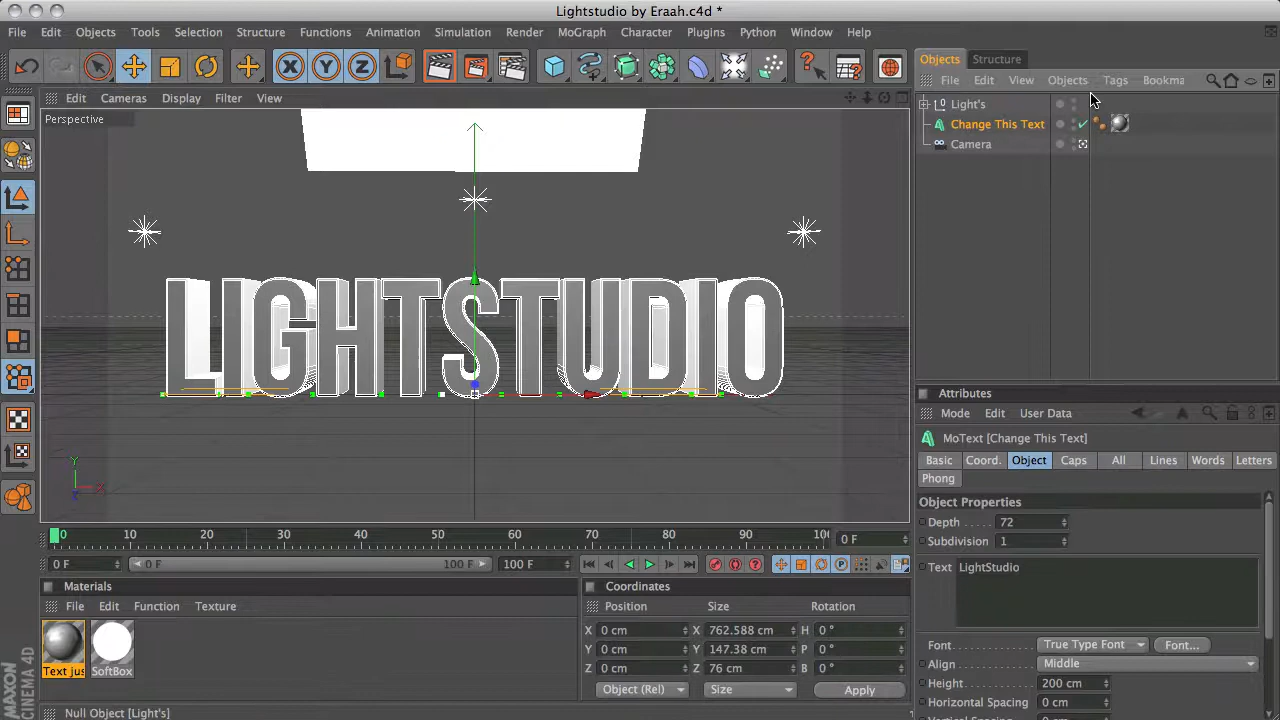 Lightstudio by Eraah.c4d *
File Edit Objects Tools Selection Structure Functions Animation Simulation Render MoGraph Character Plugins Python Window Help
X Y Z
Edit Cameras Display Filter View
Perspective
LIGHTSTUDIO
Y
X
0 10 20 30 40 50 60 70 80 90 100 0 F
0 F 0 F 100 F 100 F
Materials
File Edit Function Texture
Text jus SoftBox
Coordinates
Position Size Rotation
X 0 cm X 762.588 cm H 0 °
Y 0 cm Y 147.38 cm P 0 °
Z 0 cm Z 76 cm B 0 °
Object (Rel) Size Apply
MAXON CINEMA 4D
Null Object [Light's]
Objects Structure
File Edit View Objects Tags Bookma
Light's
Change This Text
Camera
Attributes
Mode Edit User Data
MoText [Change This Text]
Basic Coord. Object Caps All Lines Words Letters
Phong
Object Properties
Depth 72
Subdivision 1
Text LightStudio
Font True Type Font Font...
Align Middle
Height 200 cm
Horizontal Spacing 0 cm